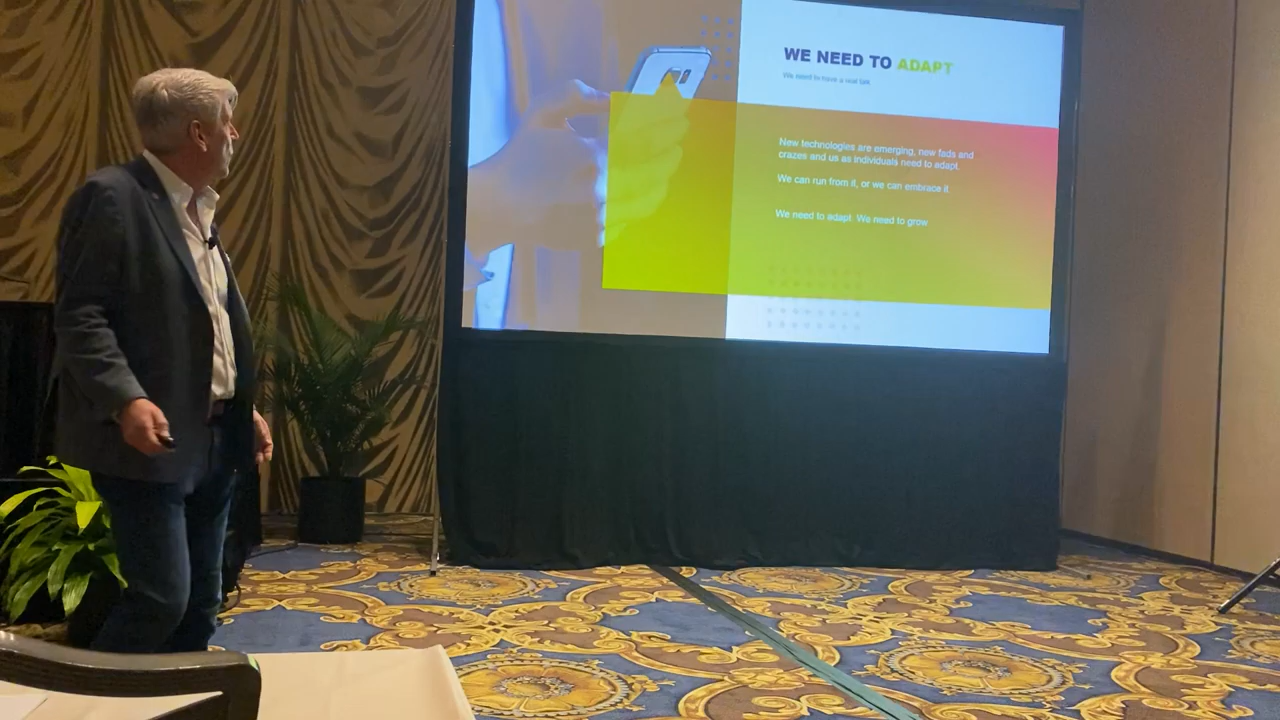 WE NEED TO ADAPT
We need to have a real talk
New technologies are emerging, new fads and
crazes and us as individuals need to adapt.
We can run from it, or we can embrace it
We need to adapt. We need to grow